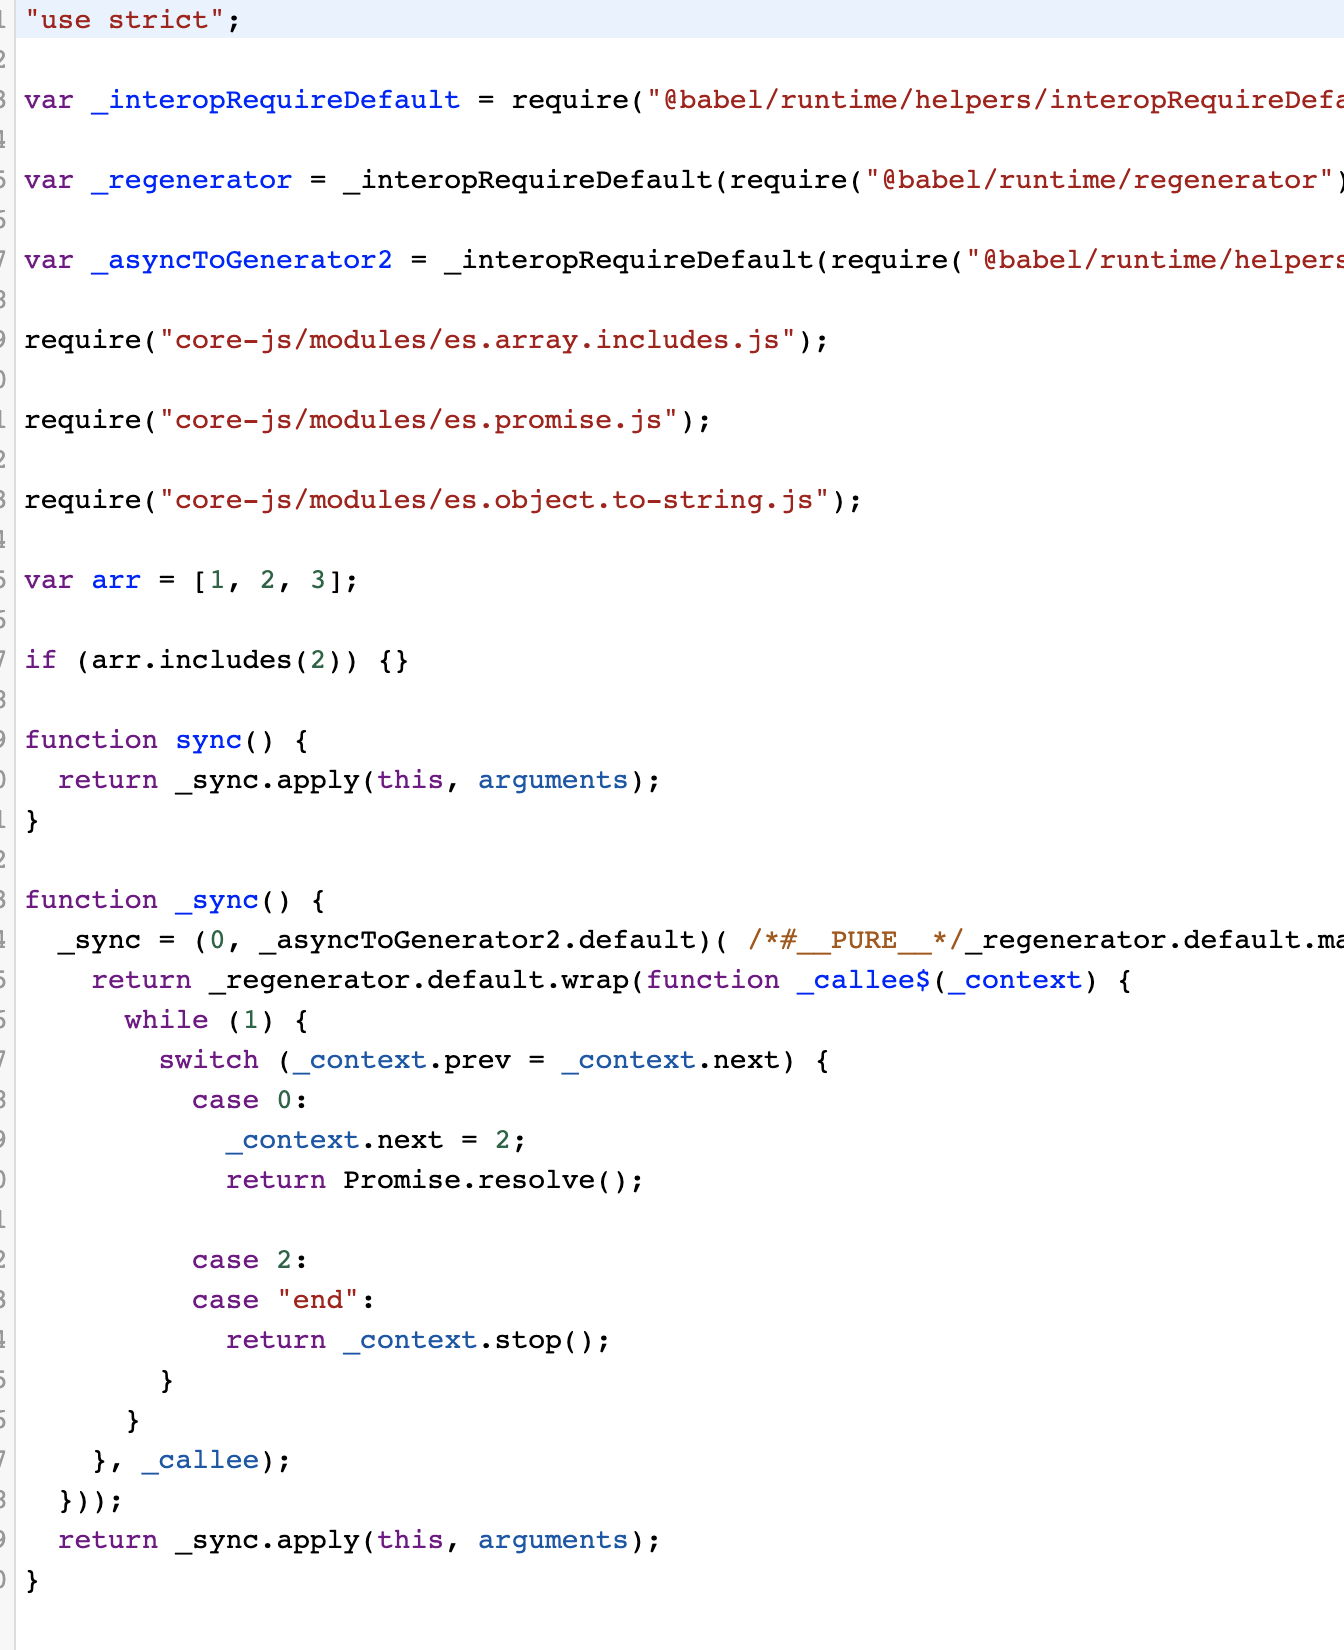 "use strict";
var _interopRequireDefault = require("@babel/runtime/helpers/interopRequireDefa
var _regenerator = _interopRequireDefault(require("@babel/runtime/regenerator")
var _asyncToGenerator2 = _interopRequireDefault(require("@babel/runtime/helpers
require("core-js/modules/es.array.includes.js");
require("core-js/modules/es.promise.js");
require("core-js/modules/es.object.to-string.js");
var arr = [1, 2, 3];
if (arr.includes(2)) {}
function sync() {
  return _sync.apply(this, arguments);
}
function _sync() {
  _sync = (0, _asyncToGenerator2.default)( /*#__PURE__*/_regenerator.default.ma
    return _regenerator.default.wrap(function _callee$(_context) {
      while (1) {
        switch (_context.prev = _context.next) {
          case 0:
            _context.next = 2;
            return Promise.resolve();
          case 2:
          case "end":
            return _context.stop();
        }
      }
    }, _callee);
  }));
  return _sync.apply(this, arguments);
}